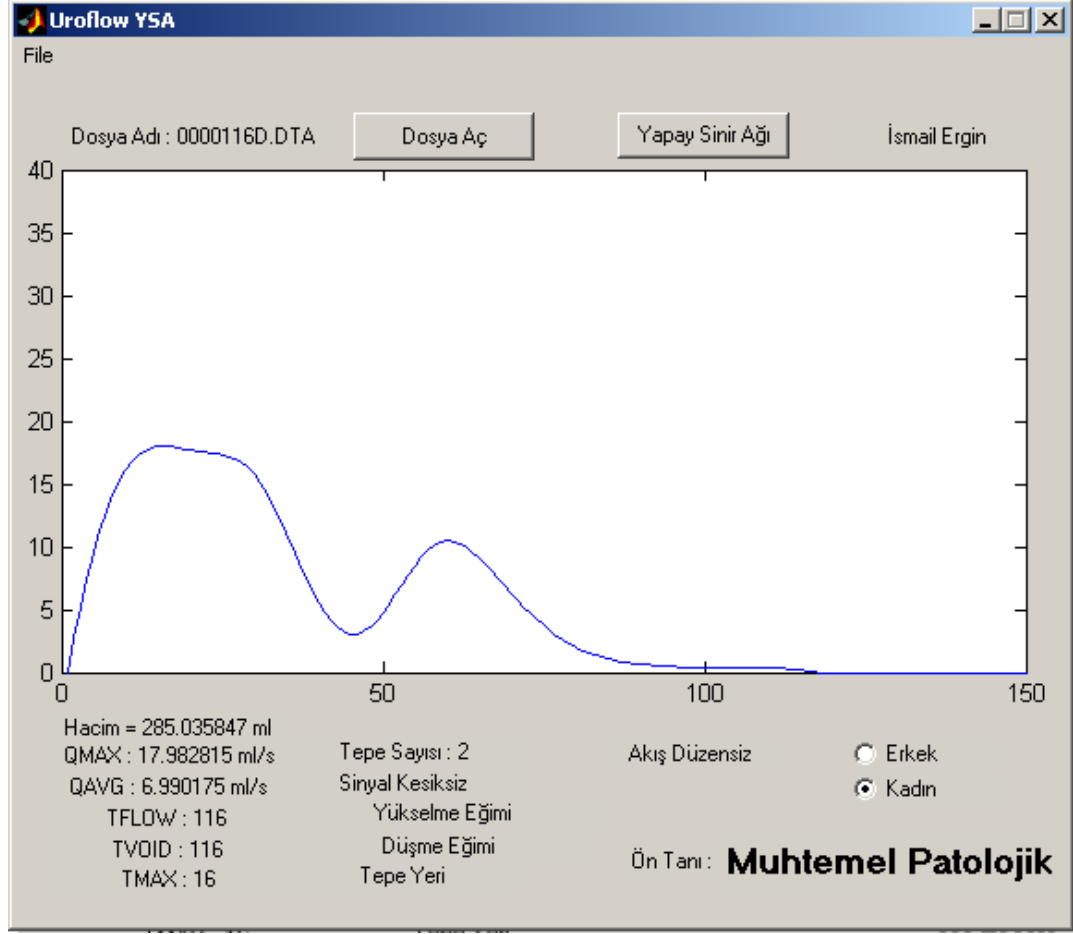 Uroflow YSA
File
Dosya Adı : 0000116D.DTA
Dosya Aç
Yapay Sinir Ağı
İsmail Ergin
40
35
30
25
20
15
10
5
0
0 50 100 150
Hacim = 285.035847 ml
QMAX : 17.982815 ml/s
QAVG : 6.990175 ml/s
TFLOW : 116
TVOID : 116
TMAX : 16
Tepe Sayısı : 2
Sinyal Kesiksiz
Yükselme Eğimi
Düşme Eğimi
Tepe Yeri
Akış Düzensiz
Erkek
Kadın
Ön Tanı : Muhtemel Patolojik